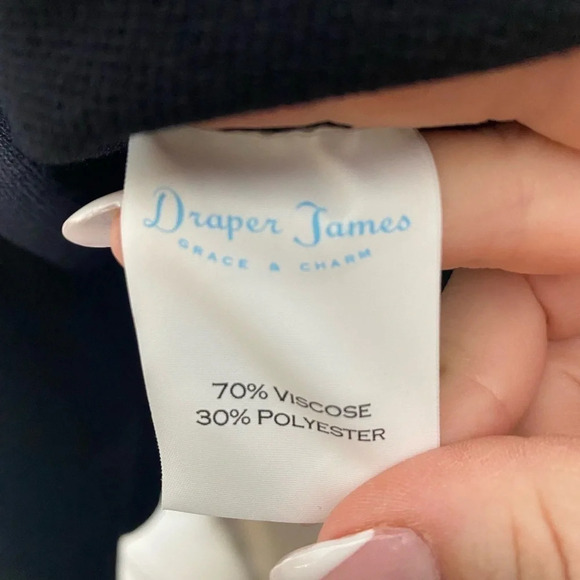 Draper James
GRACE & CHARM
70% VISCOSE
30% POLYESTER